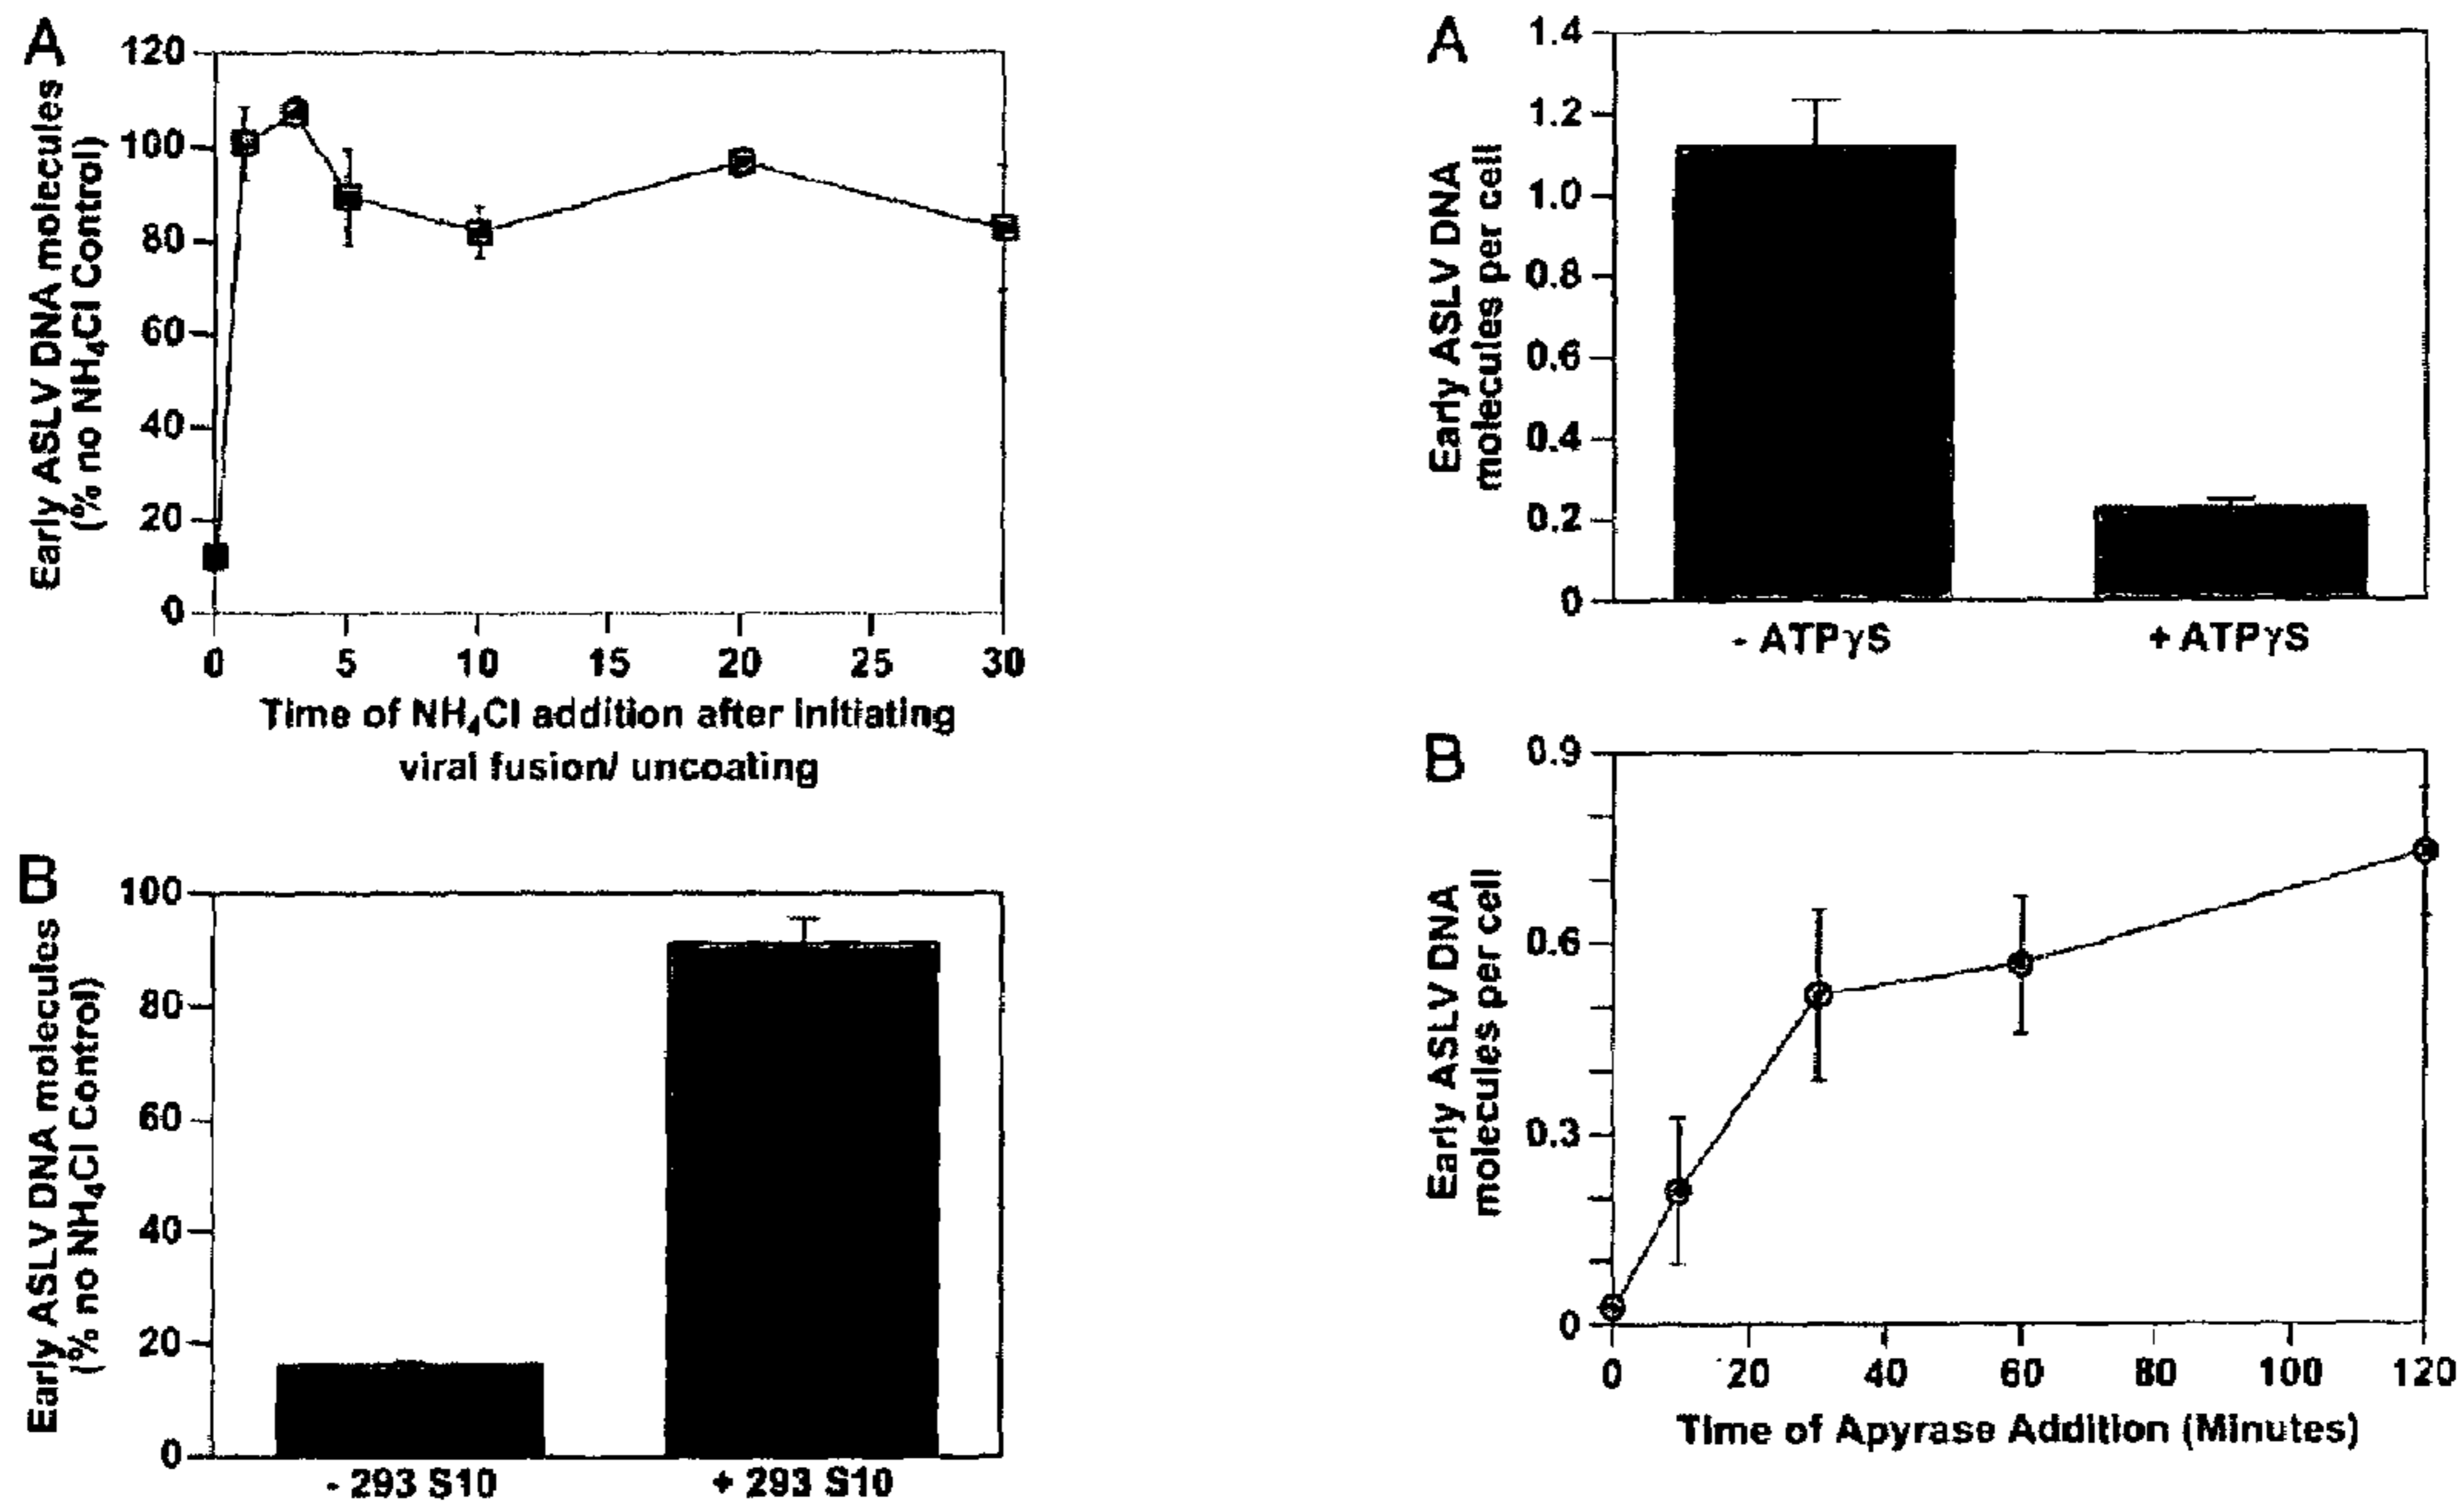 A
Early ASLV DNA molecules
(% no NH4Cl Control)
120
100
80
60
40
20
0
0 5 10 15 20 25 30
Time of NH4Cl addition after initiating
viral fusion/ uncoating
B
Early ASLV DNA molecules
(% no NH4Cl Control)
100
80
60
40
20
0
- 293 S10 + 293 S10
A
Early ASLV DNA
molecules per cell
1.4
1.2
1.0
0.8
0.6
0.4
0.2
0
- ATPγS + ATPγS
B
Early ASLV DNA
molecules per cell
0.9
0.6
0.3
0
0 20 40 60 80 100 120
Time of Apyrase Addition (Minutes)